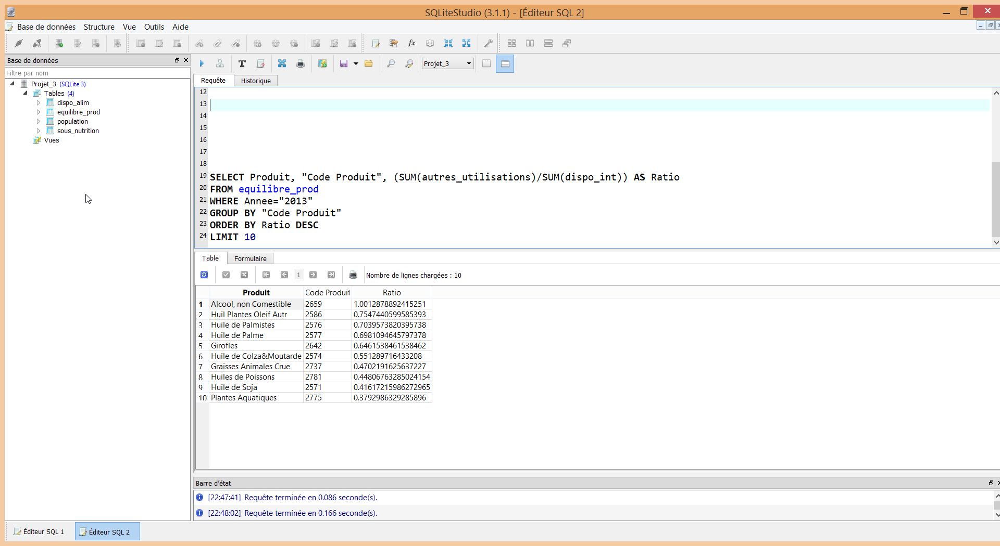 SQLiteStudio (3.1.1) - [Éditeur SQL 2]
Base de données Structure Vue Outils Aide
Base de données
Filtre par nom
Projet_3 (SQLite 3)
Tables (4)
dispo_alim
equilibre_prod
population
sous_nutrition
Vues
Projet_3
Requête Historique
12
13
14
15
16
17
18
19 SELECT Produit, "Code Produit", (SUM(autres_utilisations)/SUM(dispo_int)) AS Ratio
20 FROM equilibre_prod
21 WHERE Annee="2013"
22 GROUP BY "Code Produit"
23 ORDER BY Ratio DESC
24 LIMIT 10
Table Formulaire
1 Nombre de lignes chargées : 10
Produit Code Produit Ratio
1 Alcool, non Comestible 2659 1.0012878892415251
2 Huil Plantes Oleif Autr 2586 0.7547440599585393
3 Huile de Palmistes 2576 0.7039573820395738
4 Huile de Palme 2577 0.6981094645797378
5 Girofles 2642 0.6461538461538462
6 Huile de Colza&Moutarde 2574 0.551289716433208
7 Graisses Animales Crue 2737 0.4702191625637227
8 Huiles de Poissons 2781 0.44806763285024154
9 Huile de Soja 2571 0.41617215986272965
10 Plantes Aquatiques 2775 0.3792986329285896
Barre d'état
[22:47:41] Requête terminée en 0.086 seconde(s).
[22:48:02] Requête terminée en 0.166 seconde(s).
Éditeur SQL 1 Éditeur SQL 2